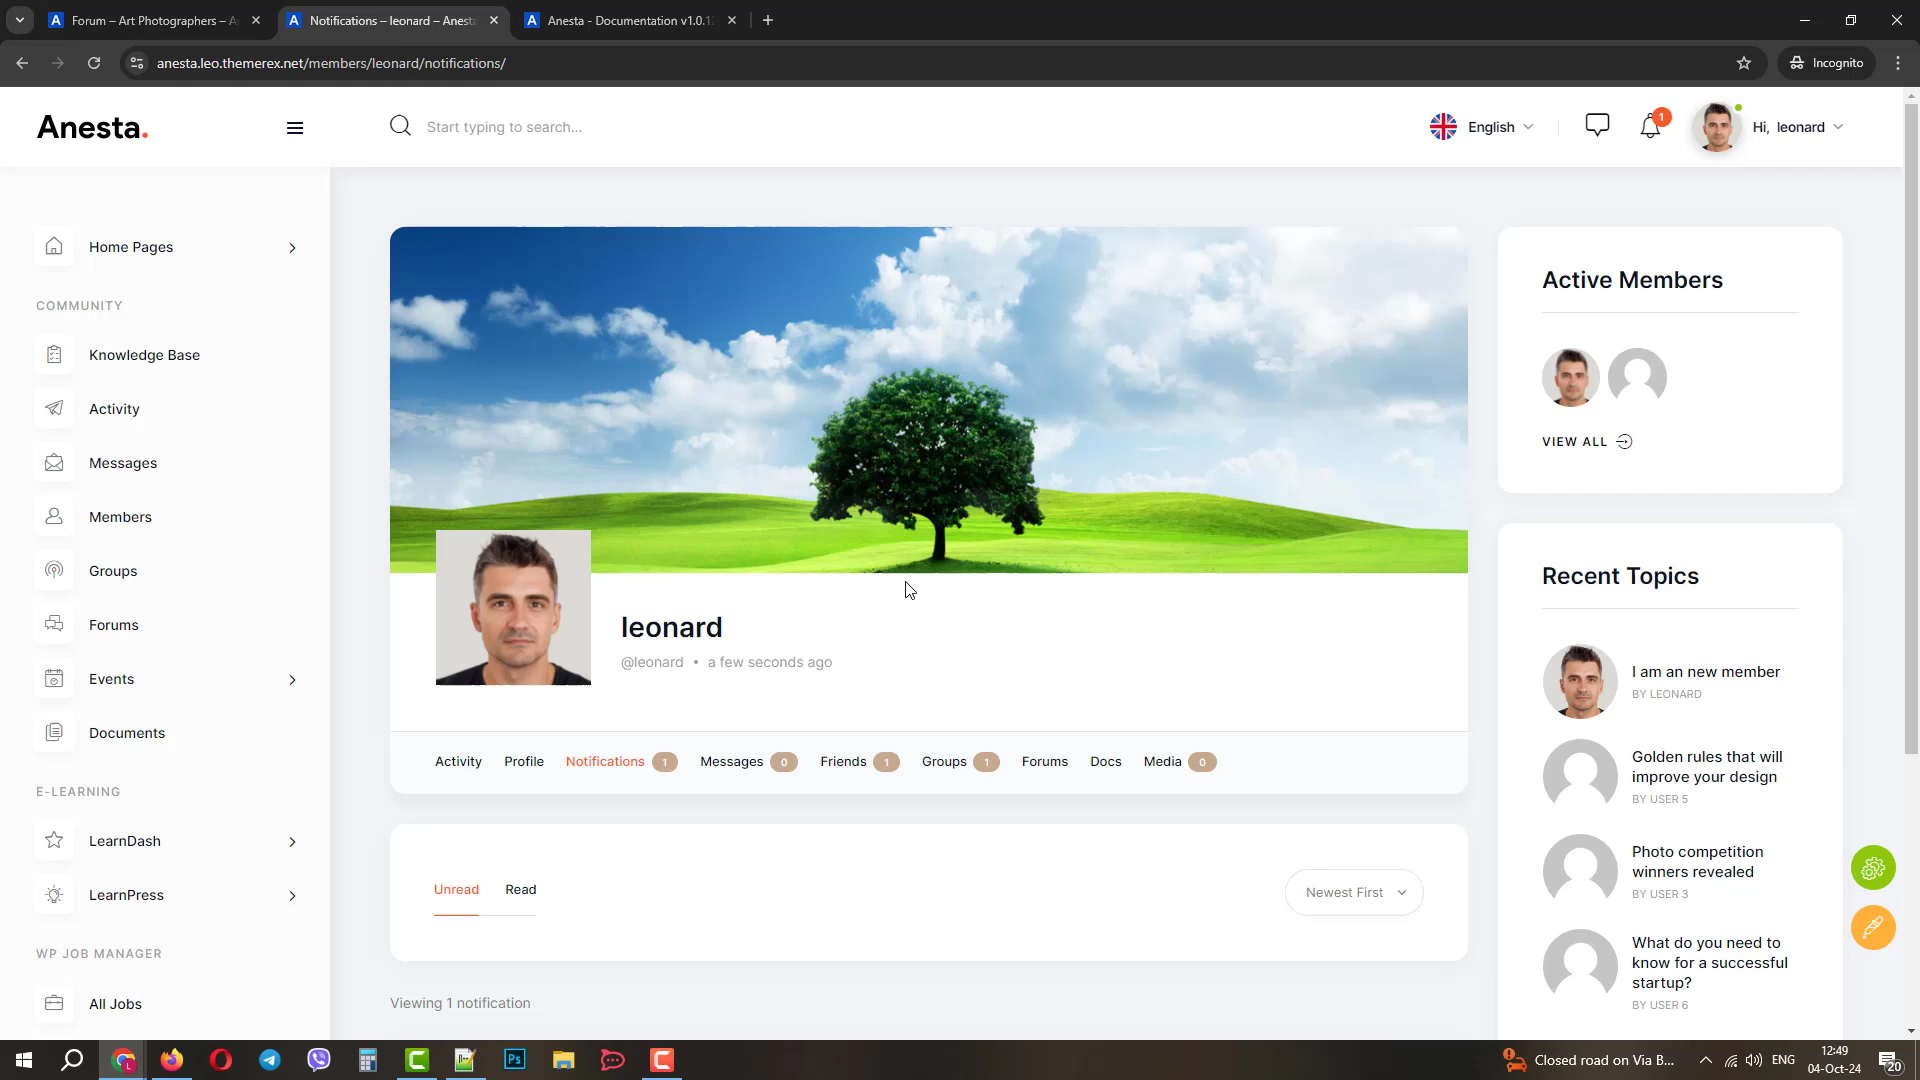 Forum – Art Photographers – A
Notifications – leonard – Anest
Anesta - Documentation v1.0.1
anesta.leo.themerex.net/members/leonard/notifications/
Incognito
Anesta.
Start typing to search...
English
1
Hi, leonard
Home Pages
COMMUNITY
Knowledge Base
Activity
Messages
Members
Groups
Forums
Events
Documents
E-LEARNING
LearnDash
LearnPress
WP JOB MANAGER
All Jobs
leonard
@leonard • a few seconds ago
Activity Profile Notifications 1 Messages 0 Friends 1 Groups 1 Forums Docs Media 0
Unread Read
Newest First
Viewing 1 notification
Active Members
VIEW ALL
Recent Topics
I am an new member
BY LEONARD
Golden rules that will
improve your design
BY USER 5
Photo competition
winners revealed
BY USER 3
What do you need to
know for a successful
startup?
BY USER 6
Ps
Closed road on Via B...
ENG
12:49
04-Oct-24
20